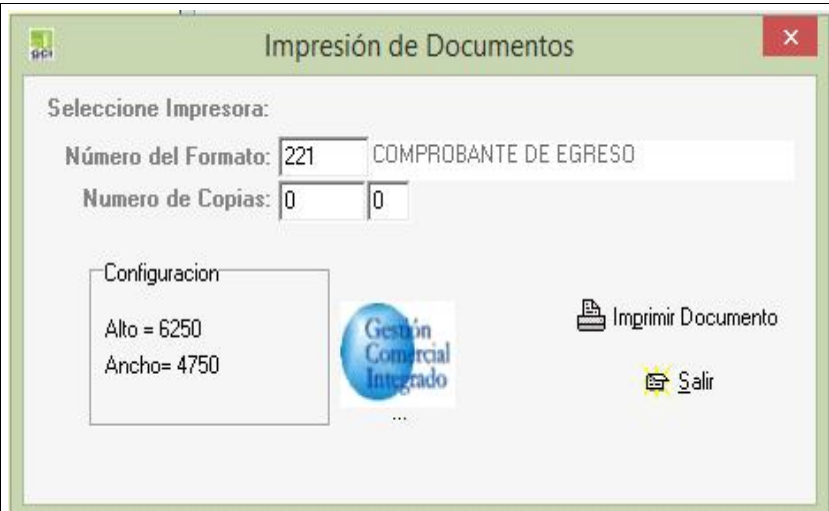 gci
Impresión de Documentos
Seleccione Impresora:
Número del Formato: 221 COMPROBANTE DE EGRESO
Numero de Copias: 0 0
Configuracion
Alto = 6250
Ancho= 4750
Gestión
Comercial
Integrado
...
Imprimir Documento
Salir